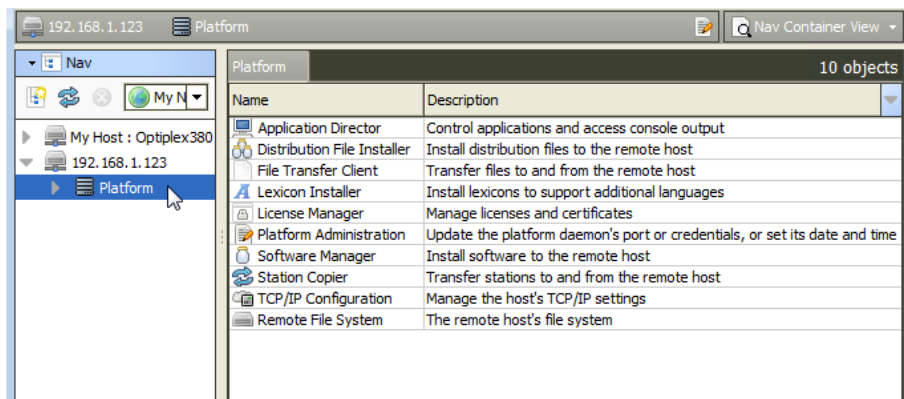 192.168.1.123 Platform Nav Container View
Nav
My N
My Host : Optiplex380
192.168.1.123
Platform
Platform 10 objects
Name Description
Application Director Control applications and access console output
Distribution File Installer Install distribution files to the remote host
File Transfer Client Transfer files to and from the remote host
Lexicon Installer Install lexicons to support additional languages
License Manager Manage licenses and certificates
Platform Administration Update the platform daemon's port or credentials, or set its date and time
Software Manager Install software to the remote host
Station Copier Transfer stations to and from the remote host
TCP/IP Configuration Manage the host's TCP/IP settings
Remote File System The remote host's file system